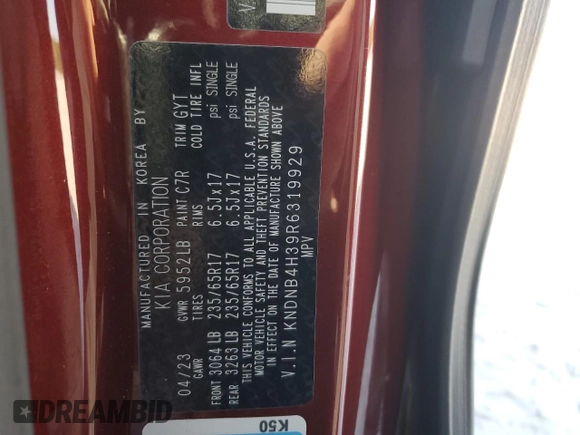 MANUFACTURED IN KOREA BY
KIA CORPORATION
04/23 GVWR 5952LB PAINT C7R TRIM GYT
GAWR TIRES RIMS COLD TIRE INFL
FRONT 3064LB 235/65R17 6.5Jx17 psi SINGLE
REAR 3263LB 235/65R17 6.5Jx17 psi SINGLE
THIS VEHICLE CONFORMS TO ALL APPLICABLE U.S.A. FEDERAL
MOTOR VEHICLE SAFETY AND THEFT PREVENTION STANDARDS
IN EFFECT ON THE DATE OF MANUFACTURE SHOWN ABOVE
V.I.N KNDNB4H39R6319929
MPV
K50
V
DREAMBID